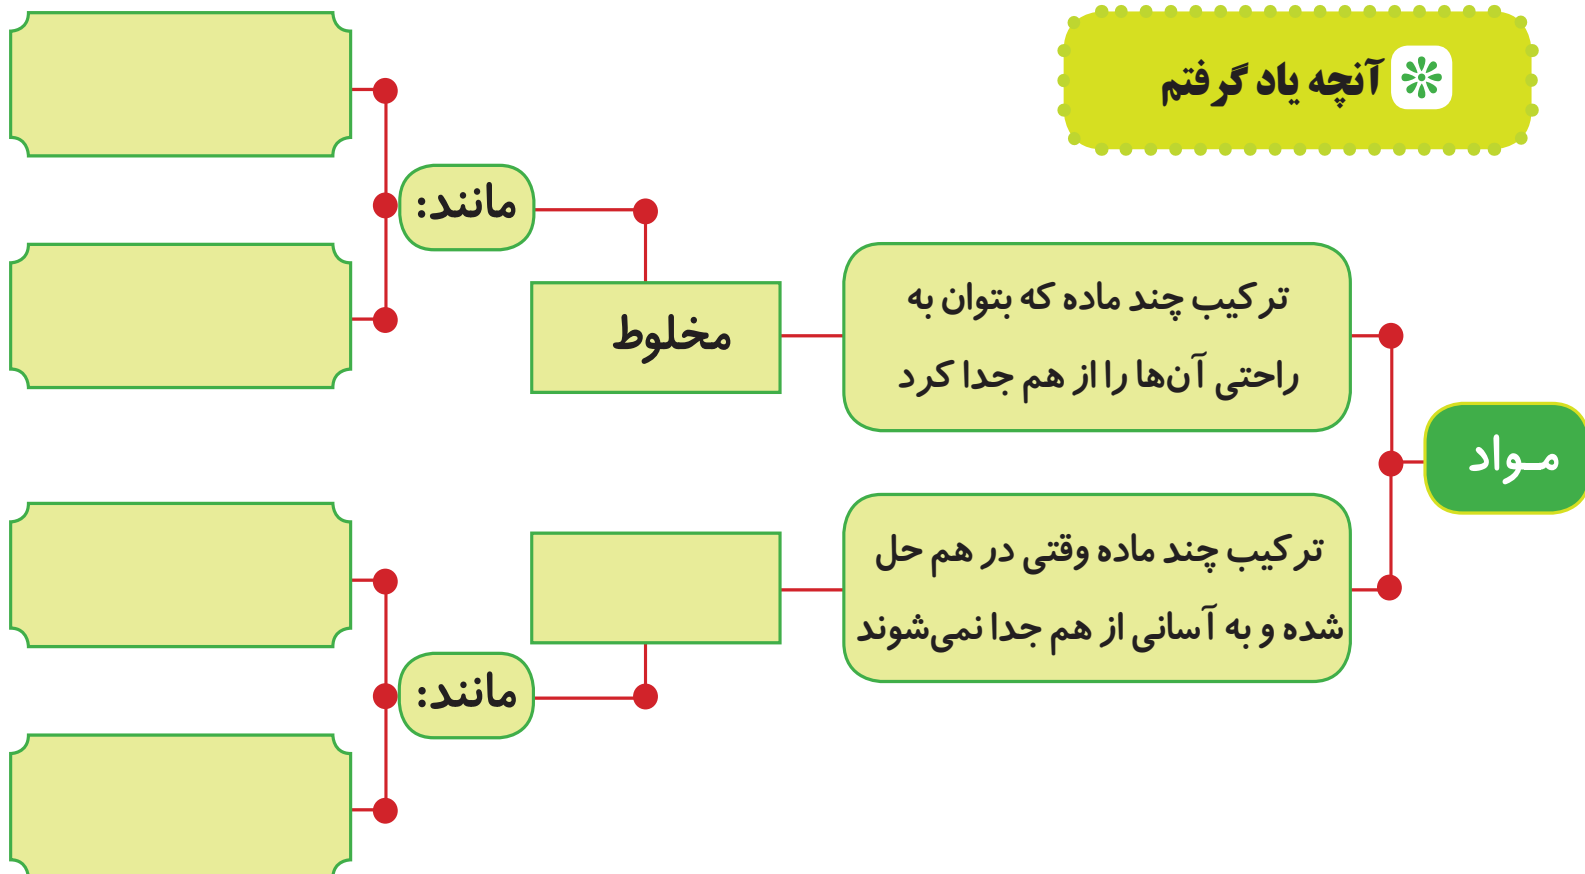 آنچه یاد گرفتم
مـواد
ترکیب چند ماده که بتوان به
راحتی آن‌ها را از هم جدا کرد
مخلوط
مانند:
ترکیب چند ماده وقتی در هم حل
شده و به آسانی از هم جدا نمی‌شوند
مانند: